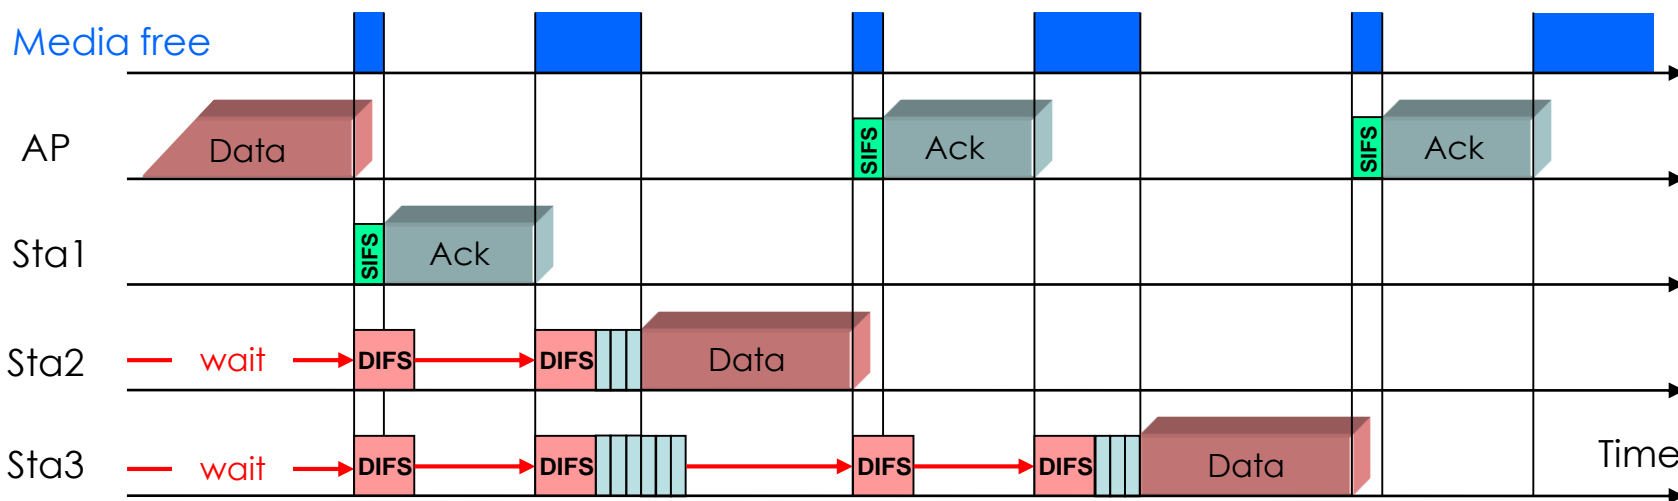 Media free
AP
Data
SIFS
Ack
SIFS
Ack
Sta1
SIFS
Ack
Sta2
wait
DIFS
DIFS
Data
Sta3
wait
DIFS
DIFS
DIFS
DIFS
Data
Time